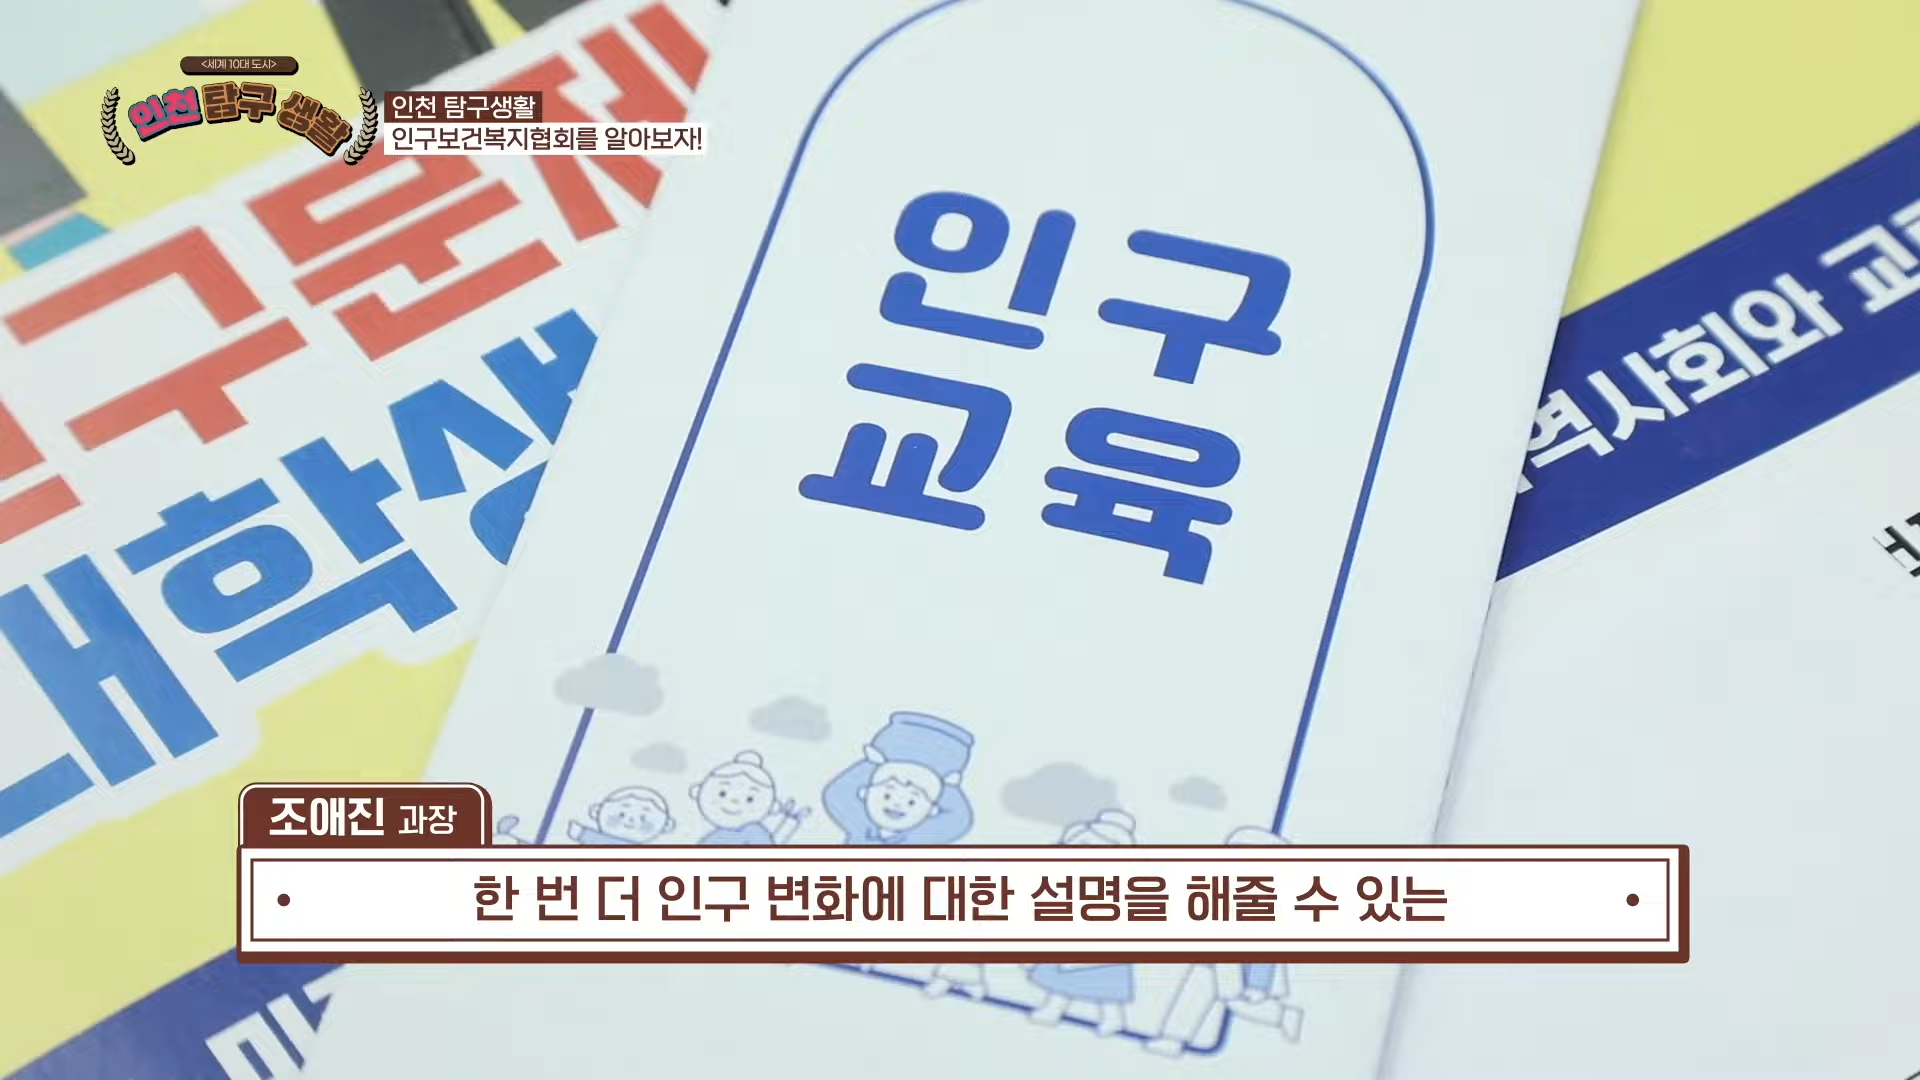 <세계 10대 도시>
인천 탐구 생활
인천 탐구생활
인구보건복지협회를 알아보자!
구문제
대학생
인구
교육
역사회와
조애진 과장
한 번 더 인구 변화에 대한 설명을 해줄 수 있는